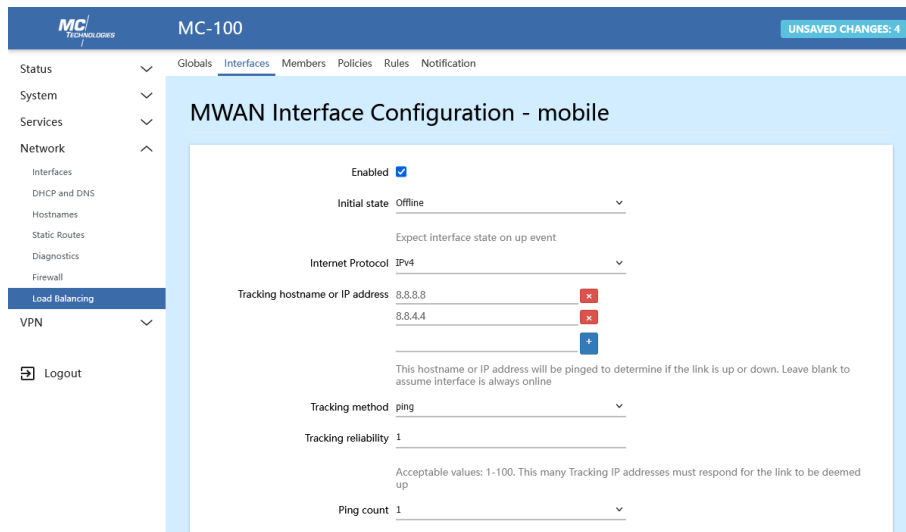 MC
TECHNOLOGIES
MC-100
UNSAVED CHANGES: 4
Status
System
Services
Network
Interfaces
DHCP and DNS
Hostnames
Static Routes
Diagnostics
Firewall
Load Balancing
VPN
Logout
Globals Interfaces Members Policies Rules Notification
MWAN Interface Configuration - mobile
Enabled
Initial state Offline
Expect interface state on up event
Internet Protocol IPv4
Tracking hostname or IP address 8.8.8.8 ×
8.8.4.4 ×
+
This hostname or IP address will be pinged to determine if the link is up or down. Leave blank to
assume interface is always online
Tracking method ping
Tracking reliability 1
Acceptable values: 1-100. This many Tracking IP addresses must respond for the link to be deemed
up
Ping count 1